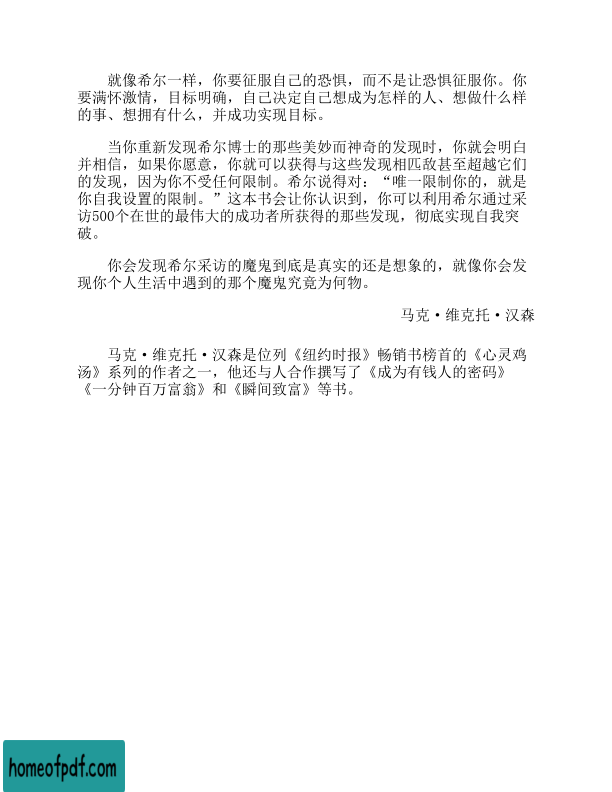 就像希尔一样，你要征服自己的恐惧，而不是让恐惧征服你。你
要满怀激情，目标明确，自己决定自己想成为怎样的人、想做什么样
的事、想拥有什么，并成功实现目标。
当你重新发现希尔博士的那些美妙而神奇的发现时，你就会明白
并相信，如果你愿意，你就可以获得与这些发现相匹敌甚至超越它们
的发现，因为你不受任何限制。希尔说得对：“唯一限制你的，就是
你自我设置的限制。”这本书会让你认识到，你可以利用希尔通过采
访500个在世的最伟大的成功者所获得的那些发现，彻底实现自我突
破。
你会发现希尔采访的魔鬼到底是真实的还是想象的，就像你会发
现你个人生活中遇到的那个魔鬼究竟为何物。
马克·维克托·汉森
马克·维克托·汉森是位列《纽约时报》畅销书榜首的《心灵鸡
汤》系列的作者之一，他还与人合作撰写了《成为有钱人的密码》
《一分钟百万富翁》和《瞬间致富》等书。
homeofpdf.com